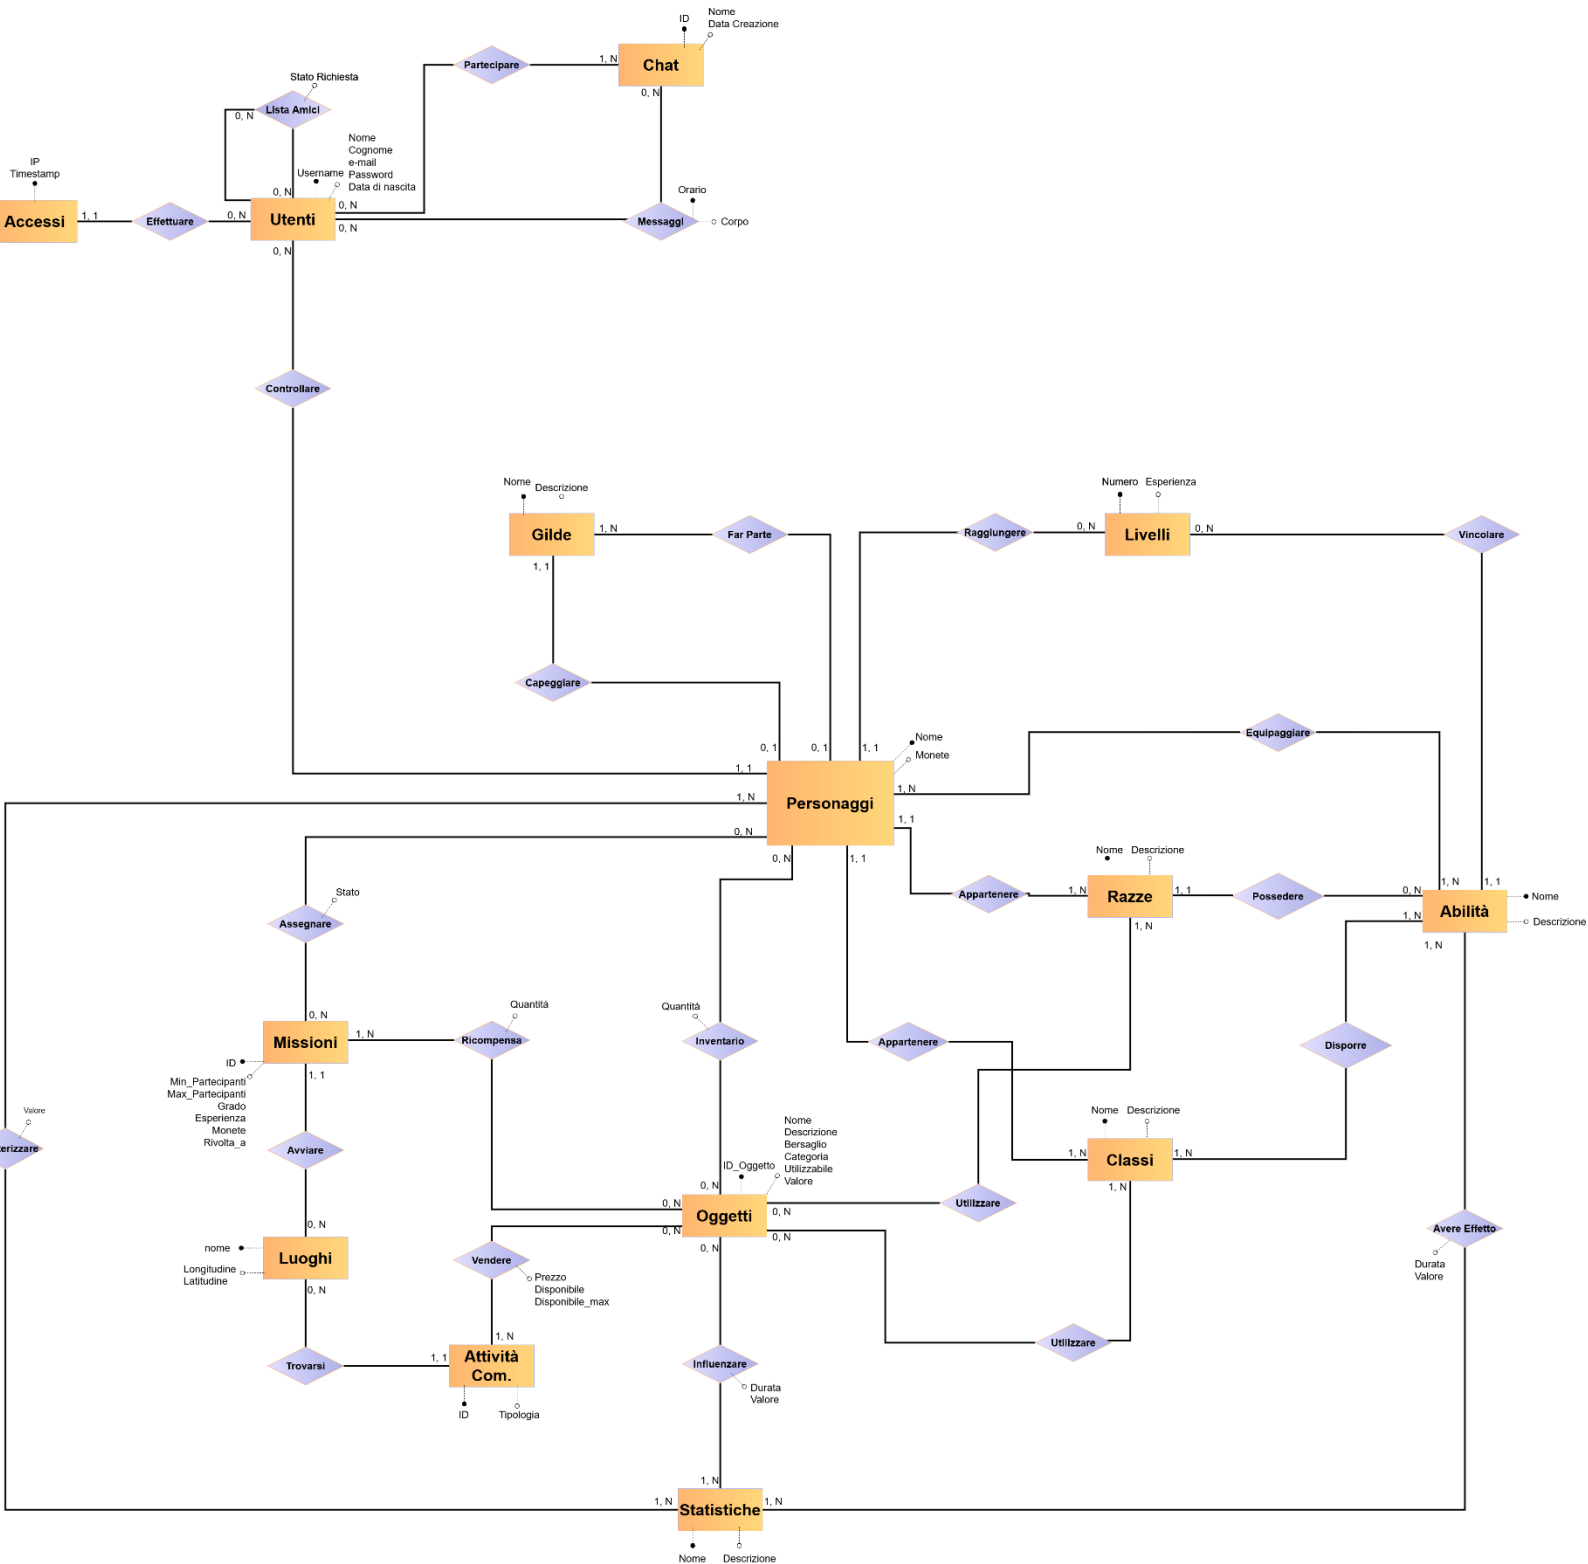 ID
Nome
Data Creazione
Partecipare
1, N
Chat
0, N
Stato Richiesta
Lista Amici
0, N
0, N
Username
Nome
Cognome
e-mail
Password
Data di nascita
IP
Timestamp
Accessi
1, 1
Effettuare
0, N
Utenti
0, N
0, N
0, N
Orario
Messaggi
Corpo
Controllare
Nome
Descrizione
Gilde
1, N
Far Parte
1, 1
Numero
Esperienza
Raggiungere
0, N
Livelli
0, N
Vincolare
Capeggiare
Equipaggiare
0, 1
0, 1
1, 1
Nome
Monete
1, 1
1, N
1, N
Personaggi
0, N
1, 1
0, N
1, 1
Nome
Descrizione
Appartenere
1, N
Razze
1, 1
Possedere
0, N
1, N
1, 1
1, N
Abilità
Nome
Descrizione
1, N
1, N
Stato
Assegnare
0, N
Missioni
1, N
ID
Min_Partecipanti
Max_Partecipanti
Grado
Esperienza
Monete
Rivolta_a
1, 1
Quantità
Ricompensa
Quantità
Inventario
Appartenere
Disporre
Valore
erizzare
Avviare
Nome
Descrizione
1, N
Classi
1, N
1, N
Nome
Descrizione
Bersaglio
Categoria
Utilizzabile
Valore
ID_Oggetto
0, N
0, N
Oggetti
0, N
0, N
0, N
0, N
Utilizzare
Avere Effetto
Durata
Valore
0, N
nome
Luoghi
Longitudine
Latitudine
0, N
Vendere
Prezzo
Disponibile
Disponibile_max
1, N
Trovarsi
1, 1
Attività
Com.
ID
Tipologia
Influenzare
Durata
Valore
Utilizzare
1, N
1, N
Statistiche
1, N
Nome
Descrizione